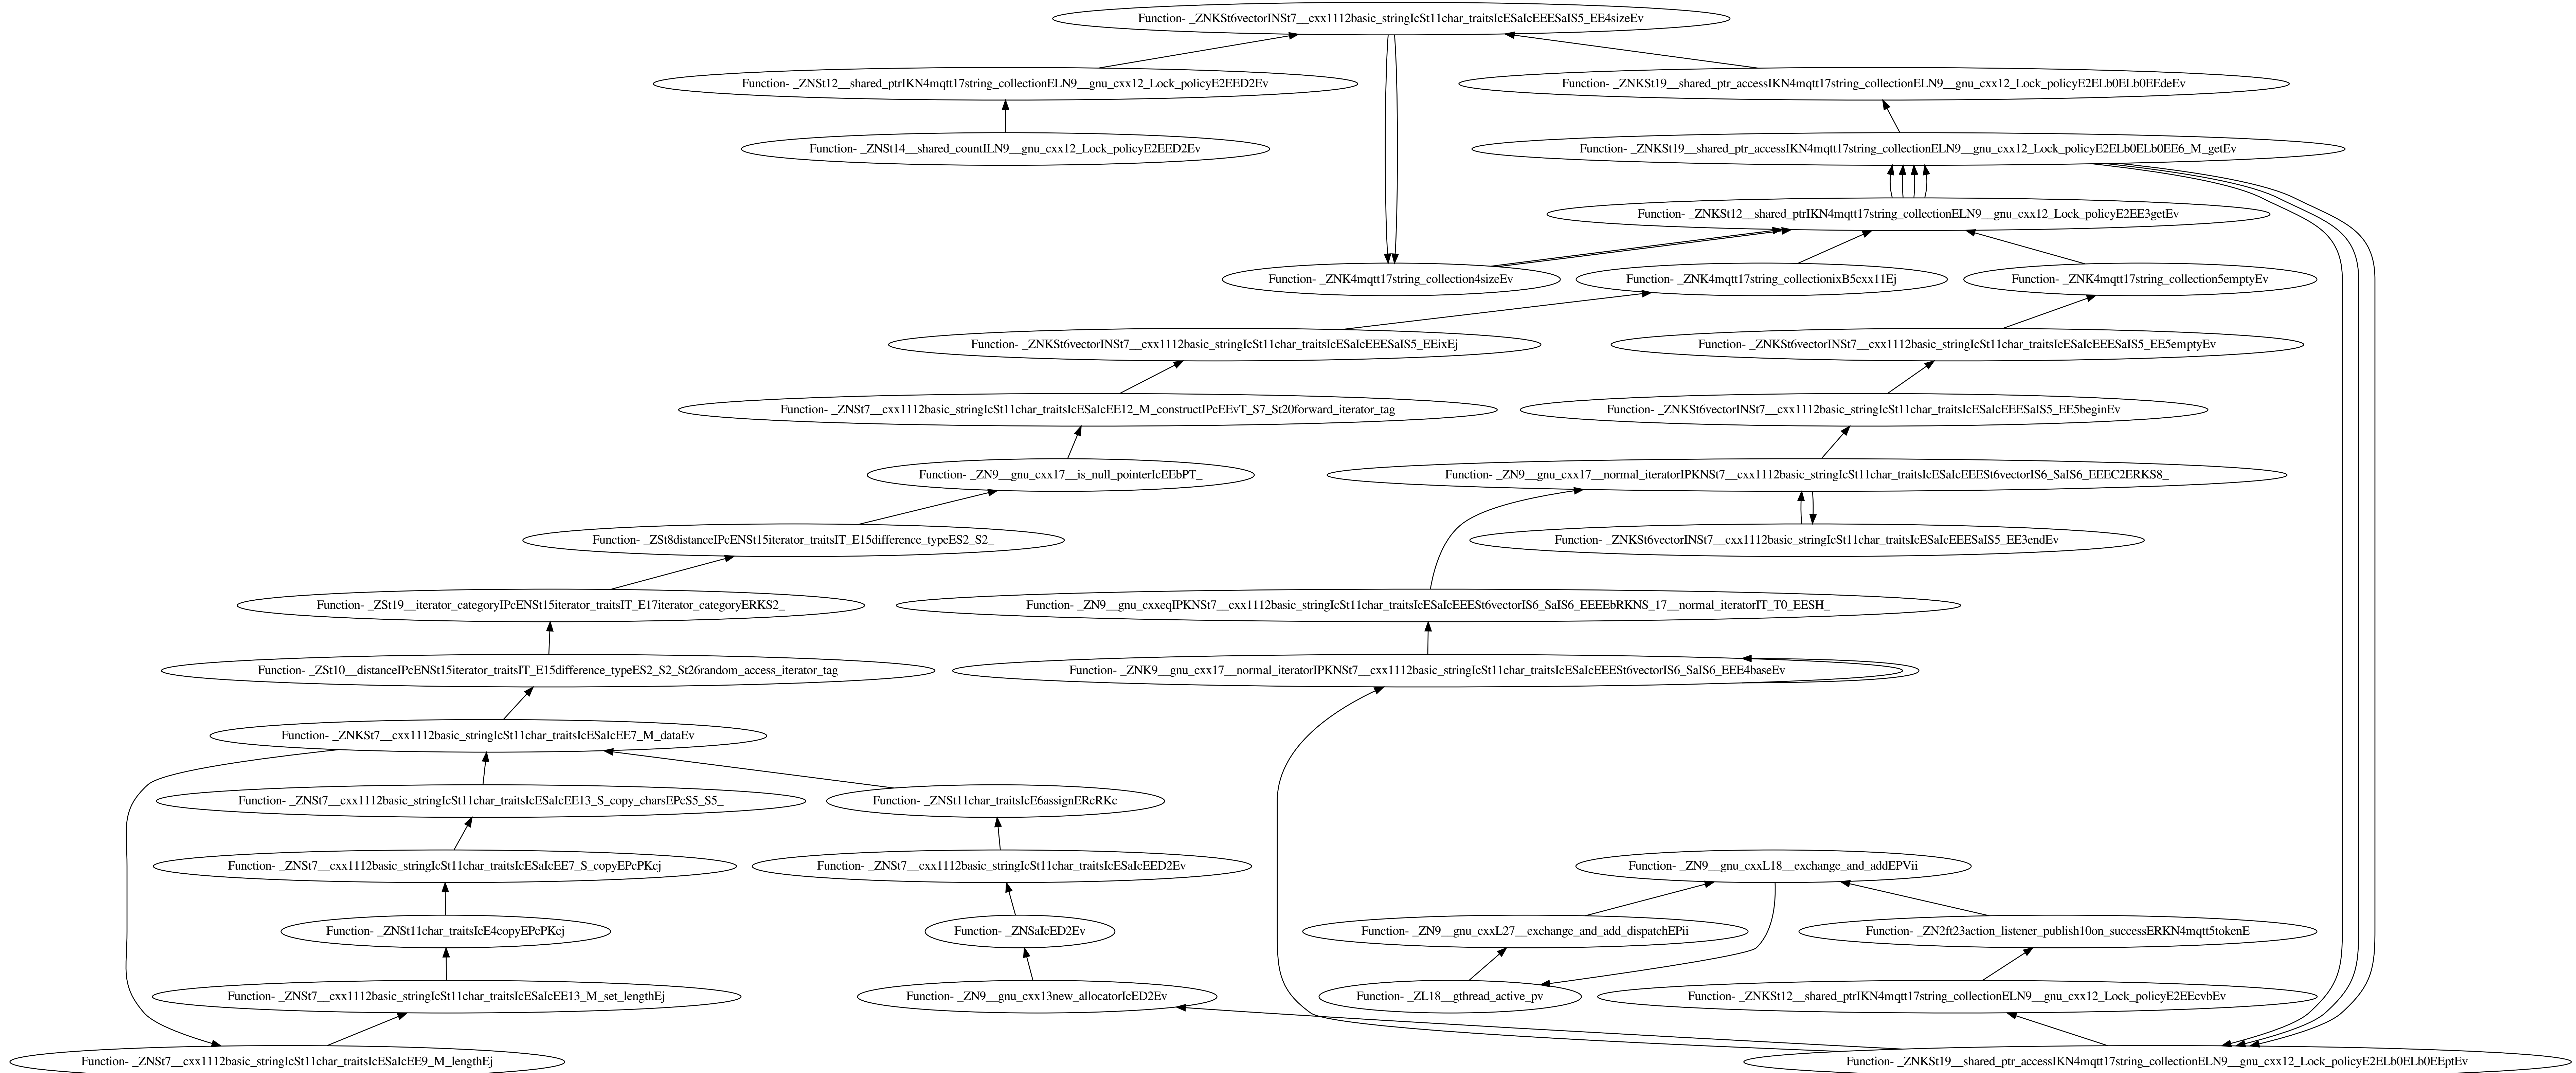 Function- _ZNKSt6vectorINSt7__cxx1112basic_stringIcSt11char_traitsIcESaIcEEESaIS5_EE4sizeEv
Function- _ZNSt12__shared_ptrIKN4mqtt17string_collectionELN9__gnu_cxx12_Lock_policyE2EED2Ev
Function- _ZNKSt19__shared_ptr_accessIKN4mqtt17string_collectionELN9__gnu_cxx12_Lock_policyE2ELb0ELb0EEdeEv
Function- _ZNSt14__shared_countILN9__gnu_cxx12_Lock_policyE2EED2Ev
Function- _ZNKSt19__shared_ptr_accessIKN4mqtt17string_collectionELN9__gnu_cxx12_Lock_policyE2ELb0ELb0EE6_M_getEv
Function- _ZNKSt12__shared_ptrIKN4mqtt17string_collectionELN9__gnu_cxx12_Lock_policyE2EE3getEv
Function- _ZNK4mqtt17string_collection4sizeEv
Function- _ZNK4mqtt17string_collectionixB5cxx11Ej
Function- _ZNK4mqtt17string_collection5emptyEv
Function- _ZNKSt6vectorINSt7__cxx1112basic_stringIcSt11char_traitsIcESaIcEEESaIS5_EEixEj
Function- _ZNKSt6vectorINSt7__cxx1112basic_stringIcSt11char_traitsIcESaIcEEESaIS5_EE5emptyEv
Function- _ZNSt7__cxx1112basic_stringIcSt11char_traitsIcESaIcEE12_M_constructIPcEEvT_S7_St20forward_iterator_tag
Function- _ZNKSt6vectorINSt7__cxx1112basic_stringIcSt11char_traitsIcESaIcEEESaIS5_EE5beginEv
Function- _ZN9__gnu_cxx17__is_null_pointerIcEEbPT_
Function- _ZN9__gnu_cxx17__normal_iteratorIPKNSt7__cxx1112basic_stringIcSt11char_traitsIcESaIcEEESt6vectorIS6_SaIS6_EEEC2ERKS8_
Function- _ZSt8distanceIPcENSt15iterator_traitsIT_E15difference_typeES2_S2_
Function- _ZNKSt6vectorINSt7__cxx1112basic_stringIcSt11char_traitsIcESaIcEEESaIS5_EE3endEv
Function- _ZSt19__iterator_categoryIPcENSt15iterator_traitsIT_E17iterator_categoryERKS2_
Function- _ZN9__gnu_cxxeqIPKNSt7__cxx1112basic_stringIcSt11char_traitsIcESaIcEEESt6vectorIS6_SaIS6_EEEEbRKNS_17__normal_iteratorIT_T0_EESH_
Function- _ZSt10__distanceIPcENSt15iterator_traitsIT_E15difference_typeES2_S2_St26random_access_iterator_tag
Function- _ZNK9__gnu_cxx17__normal_iteratorIPKNSt7__cxx1112basic_stringIcSt11char_traitsIcESaIcEEESt6vectorIS6_SaIS6_EEE4baseEv
Function- _ZNKSt7__cxx1112basic_stringIcSt11char_traitsIcESaIcEE7_M_dataEv
Function- _ZNSt7__cxx1112basic_stringIcSt11char_traitsIcESaIcEE13_S_copy_charsEPcS5_S5_
Function- _ZNSt11char_traitsIcE6assignERcRKc
Function- _ZNSt7__cxx1112basic_stringIcSt11char_traitsIcESaIcEE7_S_copyEPcPKcj
Function- _ZNSt7__cxx1112basic_stringIcSt11char_traitsIcESaIcEED2Ev
Function- _ZN9__gnu_cxxL18__exchange_and_addEPVii
Function- _ZNSt11char_traitsIcE4copyEPcPKcj
Function- _ZNSaIcED2Ev
Function- _ZN9__gnu_cxxL27__exchange_and_add_dispatchEPii
Function- _ZN2ft23action_listener_publish10on_successERKN4mqtt5tokenE
Function- _ZNSt7__cxx1112basic_stringIcSt11char_traitsIcESaIcEE13_M_set_lengthEj
Function- _ZN9__gnu_cxx13new_allocatorIcED2Ev
Function- _ZL18__gthread_active_pv
Function- _ZNKSt12__shared_ptrIKN4mqtt17string_collectionELN9__gnu_cxx12_Lock_policyE2EEcvbEv
Function- _ZNSt7__cxx1112basic_stringIcSt11char_traitsIcESaIcEE9_M_lengthEj
Function- _ZNKSt19__shared_ptr_accessIKN4mqtt17string_collectionELN9__gnu_cxx12_Lock_policyE2ELb0ELb0EEptEv